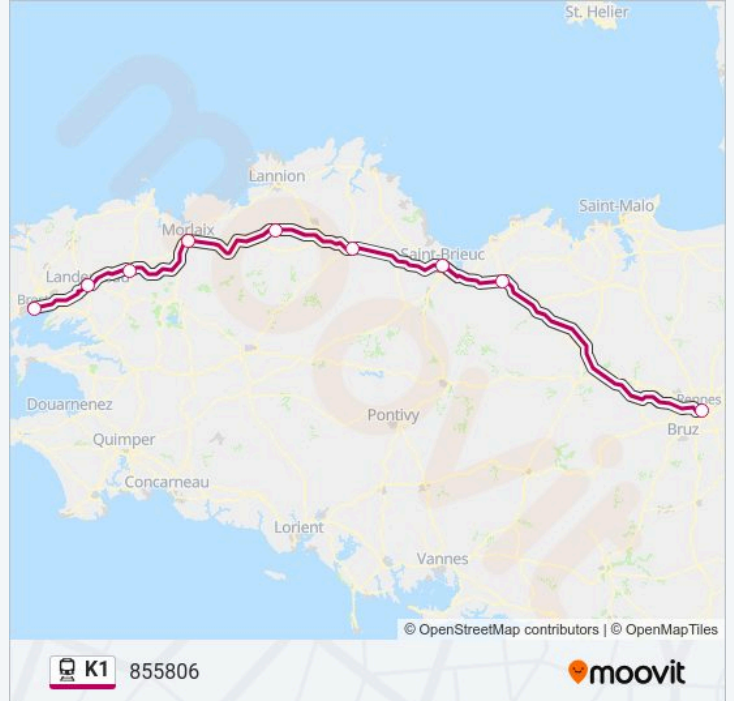 St. Helier
Lannion
Saint-Malo
Morlaix
Saint-Brieuc
Rennes
Douarnenez
Pontivy
Bruz
Quimper
Concarneau
Lorient
Vannes
© OpenStreetMap contributors | © OpenMapTiles
K1 855806
moovit